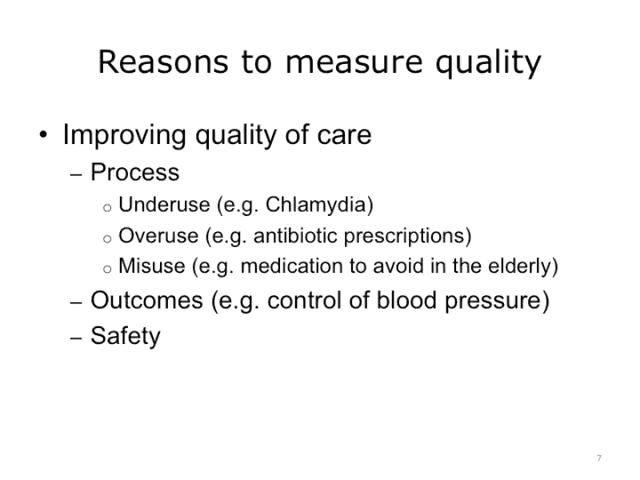 Reasons to measure quality
• Improving quality of care
– Process
o Underuse (e.g. Chlamydia)
o Overuse (e.g. antibiotic prescriptions)
o Misuse (e.g. medication to avoid in the elderly)
– Outcomes (e.g. control of blood pressure)
– Safety
7